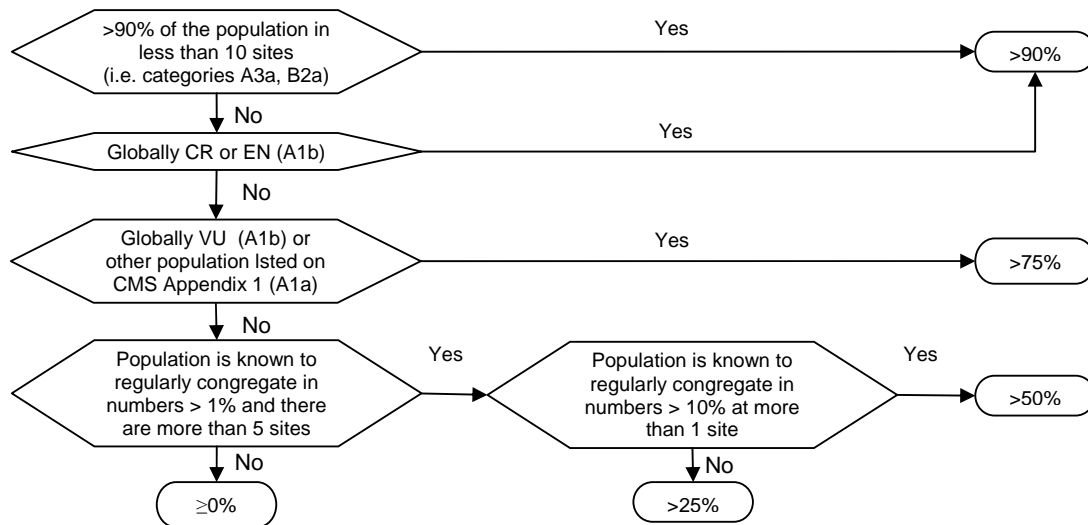 >90% of the population in
less than 10 sites
(i.e. categories A3a, B2a)
Yes
>90%
No
Globally CR or EN (A1b)
Yes
No
Globally VU (A1b) or
other population lsted on
CMS Appendix 1 (A1a)
Yes
>75%
No
Population is known to
regularly congregate in
numbers > 1% and there
are more than 5 sites
Yes
Population is known to
regularly congregate in
numbers > 10% at more
than 1 site
Yes
>50%
No
≥0%
No
>25%